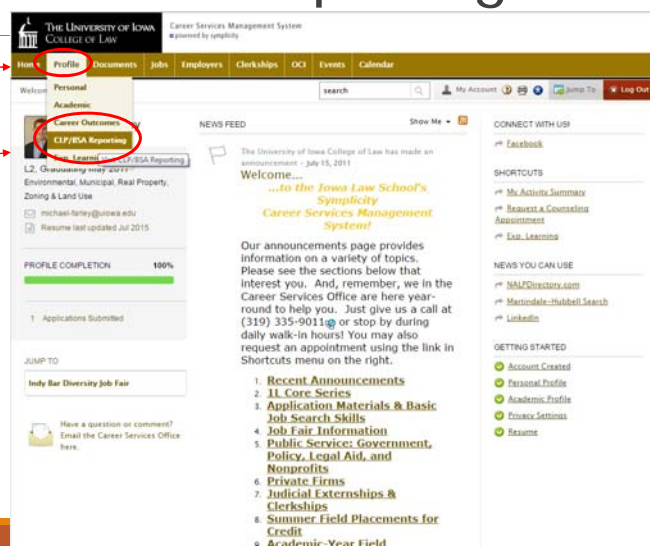 THE UNIVERSITY OF IOWA
COLLEGE OF LAW
Career Services Management System
powered by symplicity
Home Profile Documents Jobs Employers Clerkships OCI Events Calendar
Welcom
search
My Account
Jump To
Log Out
Personal
Academic
Career Outcomes
CLP/BSA Reporting
Exp. Learni
CLP/BSA Reporting
L2, Graduating May 2017
Environmental, Municipal, Real Property,
Zoning & Land Use
michael-farley@uiowa.edu
Resume last updated Jul 2015
PROFILE COMPLETION 100%
1 Applications Submitted
JUMP TO
Indy Bar Diversity Job Fair
Have a question or comment?
Email the Career Services Office
here.
NEWS FEED
Show Me
The University of Iowa College of Law has made an
announcement - July 15, 2011
Welcome...
...to the Iowa Law School's
Symplicity
Career Services Management
System!
Our announcements page provides
information on a variety of topics.
Please see the sections below that
interest you. And, remember, we in the
Career Services Office are here year-
round to help you. Just give us a call at
(319) 335-9011 or stop by during
daily walk-in hours! You may also
request an appointment using the link in
Shortcuts menu on the right.
1. Recent Announcements
2. 1L Core Series
3. Application Materials & Basic
Job Search Skills
4. Job Fair Information
5. Public Service: Government,
Policy, Legal Aid, and
Nonprofits
6. Private Firms
7. Judicial Externships &
Clerkships
8. Summer Field Placements for
Credit
9. Academic-Year Field
CONNECT WITH US!
Facebook
SHORTCUTS
My Activity Summary
Request a Counseling
Appointment
Exp. Learning
NEWS YOU CAN USE
NALPDirectory.com
Martindale-Hubbell Search
LinkedIn
GETTING STARTED
Account Created
Personal Profile
Academic Profile
Privacy Settings
Resume